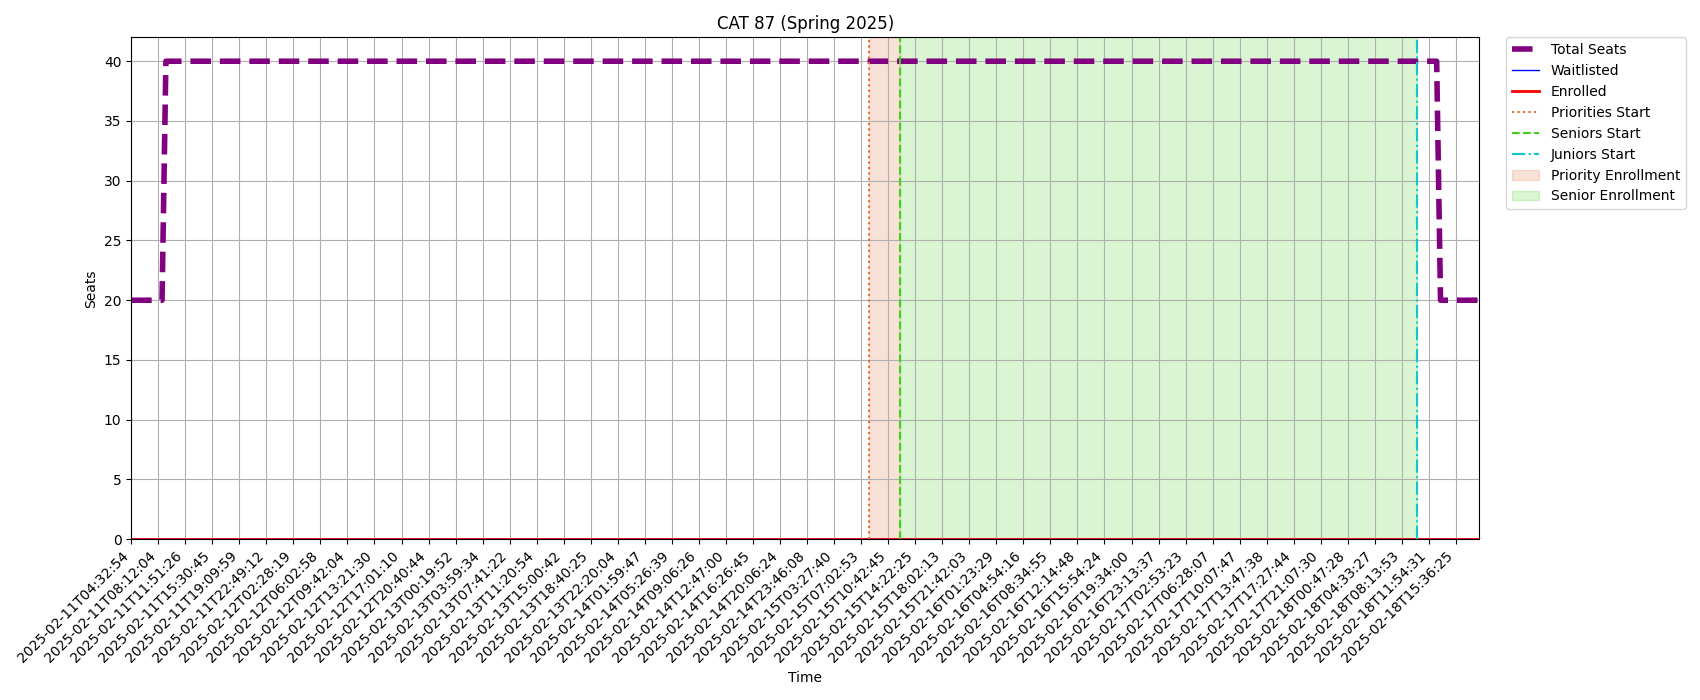 CAT 87 (Spring 2025)
Total Seats
Waitlisted
Enrolled
Priorities Start
Seniors Start
Juniors Start
Priority Enrollment
Senior Enrollment
40
35
30
25
20
15
10
5
0
Seats
2025-02-11T04:32:54
2025-02-11T08:12:04
2025-02-11T11:51:26
2025-02-11T15:30:45
2025-02-11T19:09:59
2025-02-11T22:49:12
2025-02-12T02:28:19
2025-02-12T06:02:58
2025-02-12T09:42:04
2025-02-12T13:21:30
2025-02-12T17:01:10
2025-02-12T20:40:44
2025-02-13T00:19:52
2025-02-13T03:59:34
2025-02-13T07:41:22
2025-02-13T11:20:54
2025-02-13T15:00:42
2025-02-13T18:40:25
2025-02-13T22:20:04
2025-02-14T01:59:47
2025-02-14T05:26:39
2025-02-14T09:06:26
2025-02-14T12:47:00
2025-02-14T16:26:45
2025-02-14T20:06:24
2025-02-14T23:46:08
2025-02-15T03:27:40
2025-02-15T07:02:53
2025-02-15T10:42:45
2025-02-15T14:22:25
2025-02-15T18:02:13
2025-02-15T21:42:03
2025-02-16T01:23:29
2025-02-16T04:54:16
2025-02-16T08:34:55
2025-02-16T12:14:48
2025-02-16T15:54:24
2025-02-16T19:34:00
2025-02-16T23:13:37
2025-02-17T02:53:23
2025-02-17T06:28:07
2025-02-17T10:07:47
2025-02-17T13:47:38
2025-02-17T17:27:44
2025-02-17T21:07:30
2025-02-18T00:47:28
2025-02-18T04:33:27
2025-02-18T08:13:53
2025-02-18T11:54:31
2025-02-18T15:36:25
Time